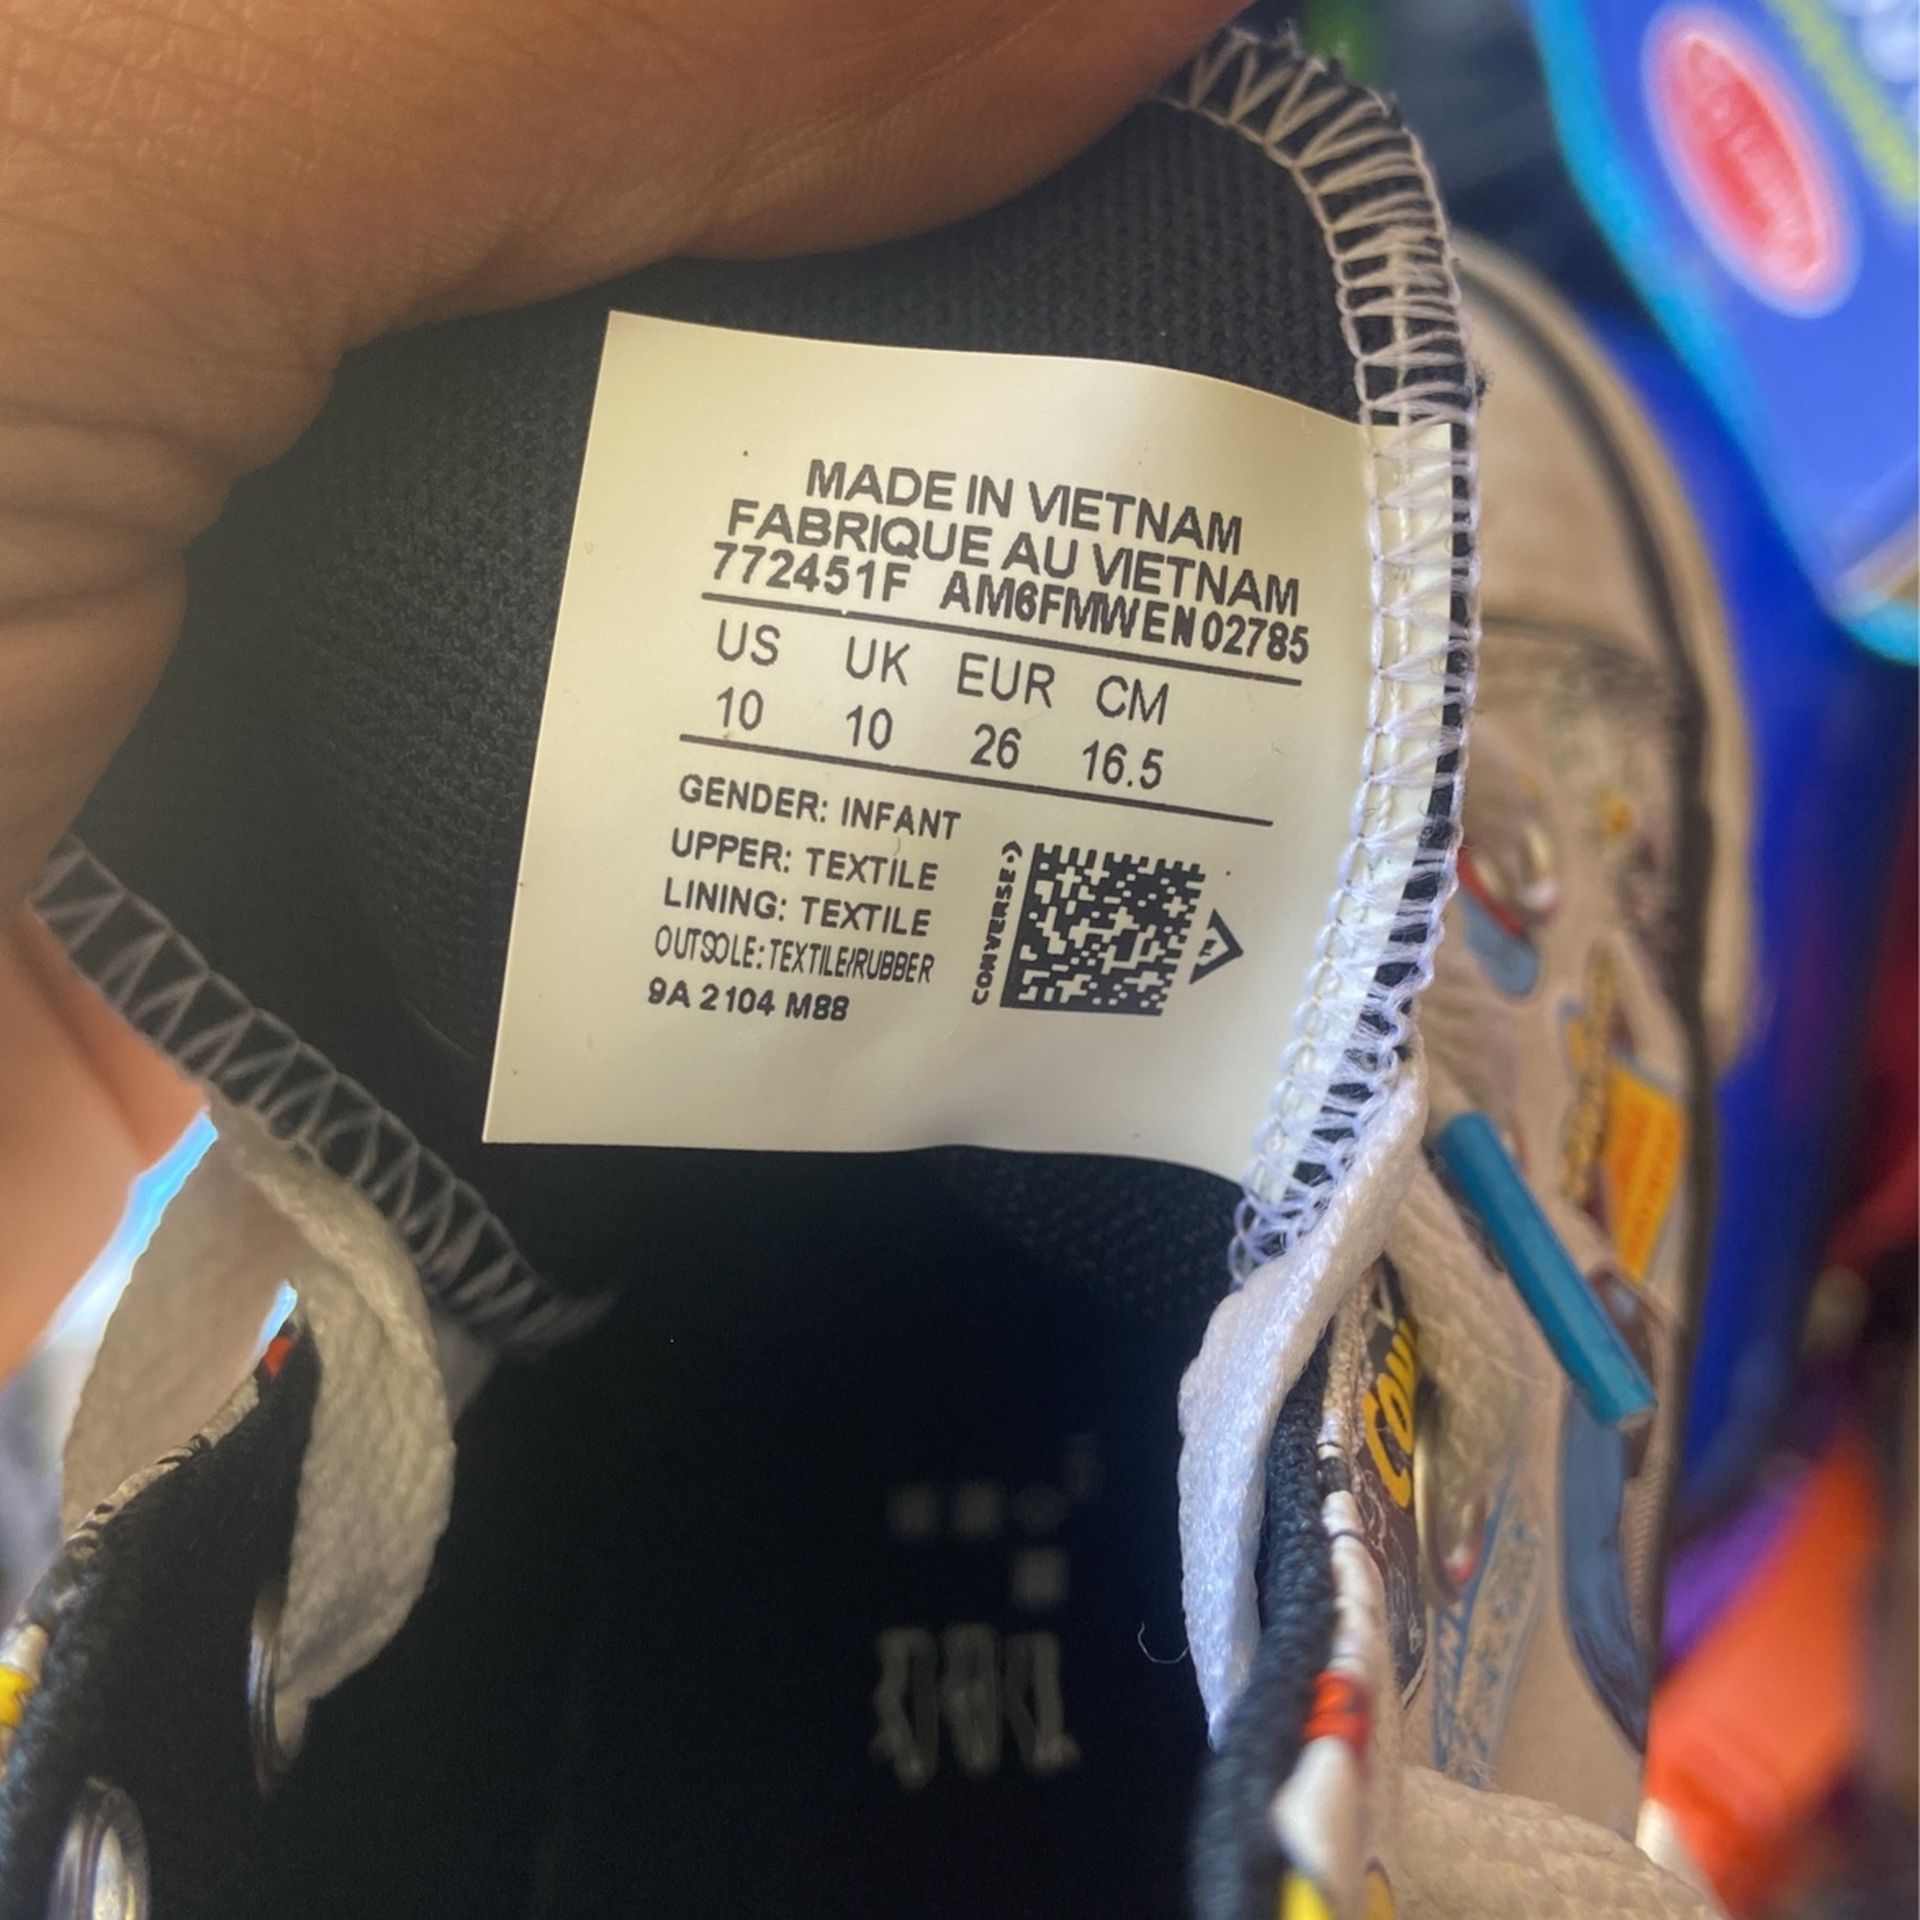 MADE IN VIETNAM
FABRIQUE AU VIETNAM
772451F AM6FMWEN02785
US UK EUR CM
10 10 26 16.5
GENDER: INFANT
UPPER: TEXTILE
LINING: TEXTILE
OUTSOLE: TEXTILE/RUBBER
9A 2104 M88
CONVERSE